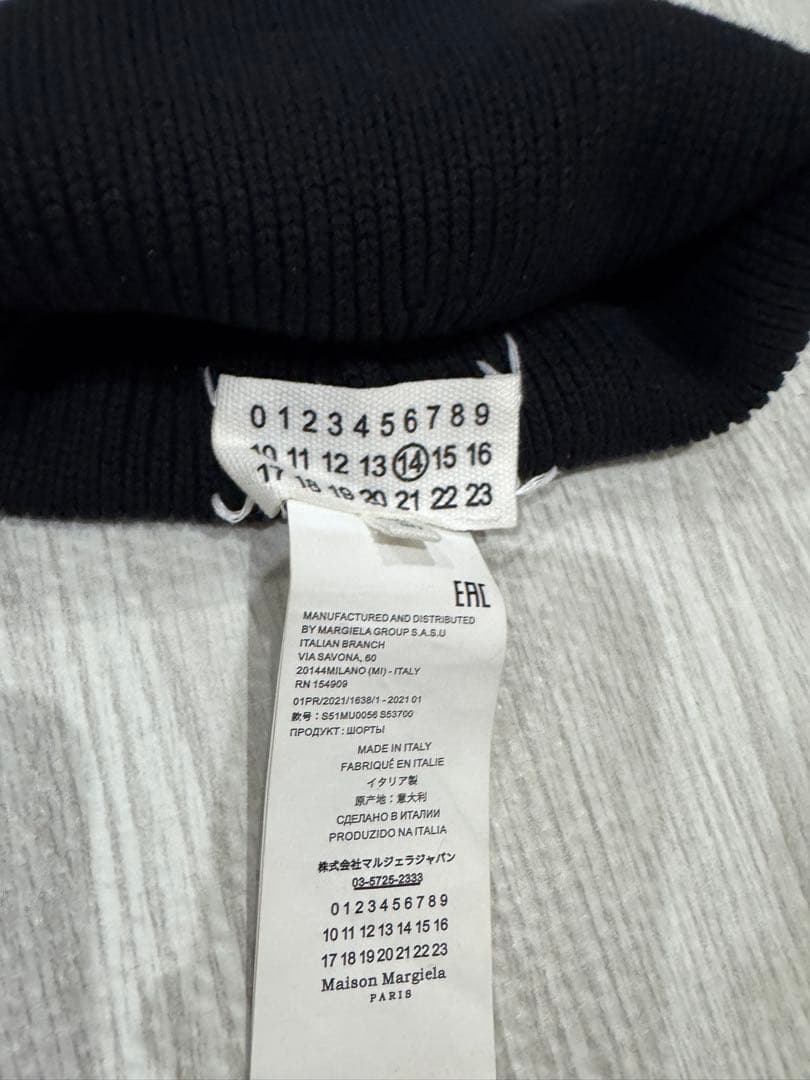 0 1 2 3 4 5 6 7 8 9
10 11 12 13 14 15 16
17 18 19 20 21 22 23
EAC
MANUFACTURED AND DISTRIBUTED
BY MARGIELA GROUP S.A.S.U
ITALIAN BRANCH
VIA SAVONA, 60
20144MILANO (MI) - ITALY
RN 154909
01PR/2021/1638/1 - 2021 01
款号 : S51MU0056 S53700
ПРОДУКТ : ШОРТЫ
MADE IN ITALY
FABRIQUÉ EN ITALIE
イタリア製
原产地 : 意大利
СДЕЛАНО В ИТАЛИИ
PRODUZIDO NA ITALIA
株式会社マルジェラジャパン
03-5725-2333
0 1 2 3 4 5 6 7 8 9
10 11 12 13 14 15 16
17 18 19 20 21 22 23
Maison Margiela
PARIS